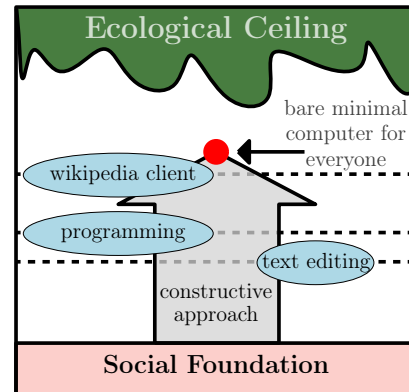 Ecological Ceiling
bare minimal
computer for
everyone
wikipedia client
programming
text editing
constructive
approach
Social Foundation